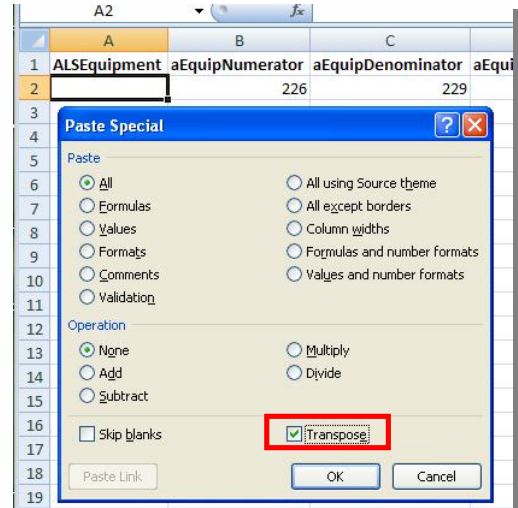 A2 fx
A B C
1 ALSEquipment aEquipNumerator aEquipDenominator aEqui
2 226 229
3
Paste Special ? X
4
5 Paste
6 All All using Source theme
7 Formulas All except borders
8 Values Column widths
9 Formats Formulas and number formats
10 Comments Values and number formats
11 Validation
12 Operation
13 None Multiply
14 Add Divide
15 Subtract
16 Skip blanks Transpose
17
18 Paste Link OK Cancel
19